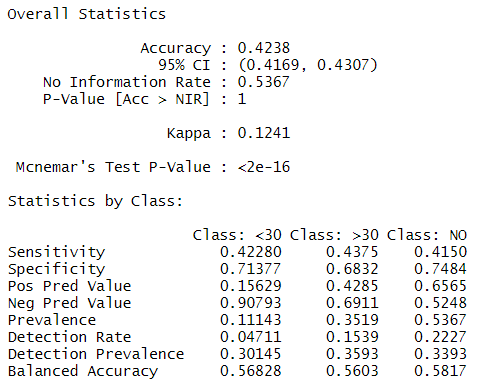 Overall Statistics
Accuracy : 0.4238
95% CI : (0.4169, 0.4307)
No Information Rate : 0.5367
P-Value [Acc > NIR] : 1
Kappa : 0.1241
Mcnemar's Test P-Value : <2e-16
Statistics by Class:
Class: <30 Class: >30 Class: NO
Sensitivity 0.42280 0.4375 0.4150
Specificity 0.71377 0.6832 0.7484
Pos Pred Value 0.15629 0.4285 0.6565
Neg Pred Value 0.90793 0.6911 0.5248
Prevalence 0.11143 0.3519 0.5367
Detection Rate 0.04711 0.1539 0.2227
Detection Prevalence 0.30145 0.3593 0.3393
Balanced Accuracy 0.56828 0.5603 0.5817